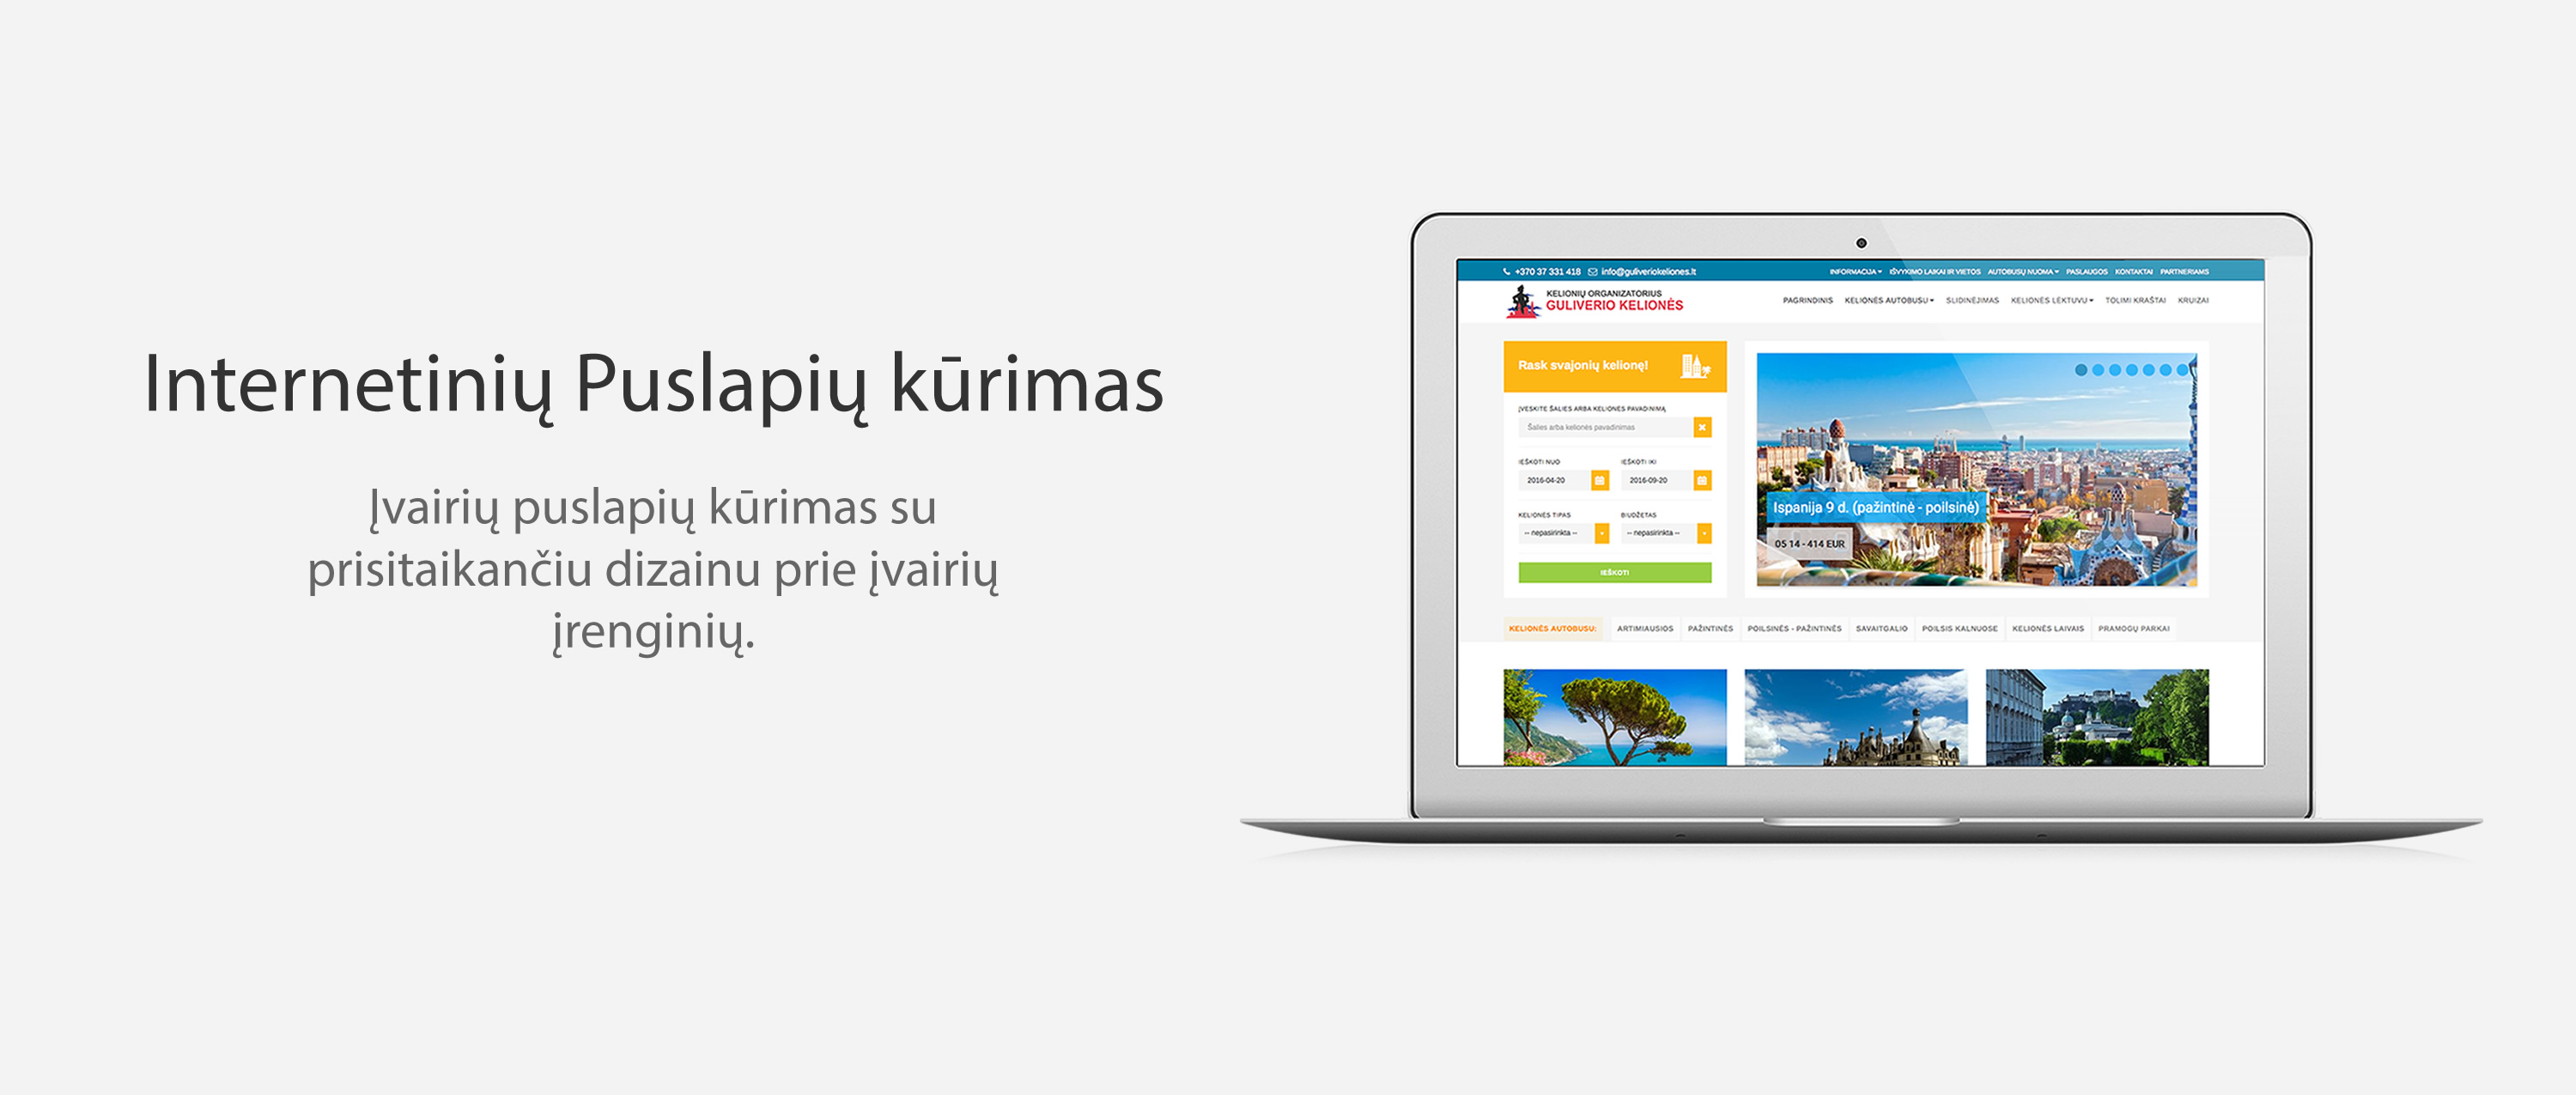 Internetinių Puslapių kūrimas
Įvairių puslapių kūrimas su
prisitaikančiu dizainu prie įvairių
įrenginių.
+370 37 331 418 info@guliveriokeliones.lt
INFORMACIJA IŠVYKIMO LAIKAI IR VIETOS AUTOBUSŲ NUOMA PASLAUGOS KONTAKTAI PARTNERIAMS
KELIONIŲ ORGANIZATORIUS
GULIVERIO KELIONĖS
PAGRINDINIS KELIONĖS AUTOBUSU SLIDINĖJIMAS KELIONĖS LĖKTUVU TOLIMI KRAŠTAI KRUIZAI
Rask svajonių kelionę!
ĮVESKITE ŠALIES ARBA KELIONĖS PAVADINIMĄ
Šalies arba kelionės pavadinimas
IEŠKOTI NUO IEŠKOTI IKI
2016-04-20 2016-09-20
KELIONĖS TIPAS BIUDŽETAS
-- nepasirinkta -- -- nepasirinkta --
IEŠKOTI
Ispanija 9 d. (pažintinė - poilsinė)
05 14 - 414 EUR
KELIONĖS AUTOBUSU: ARTIMIAUSIOS PAŽINTINĖS POILSINĖS - PAŽINTINĖS SAVAITGALIO POILSIS KALNUOSE KELIONĖS LAIVAIS PRAMOGŲ PARKAI